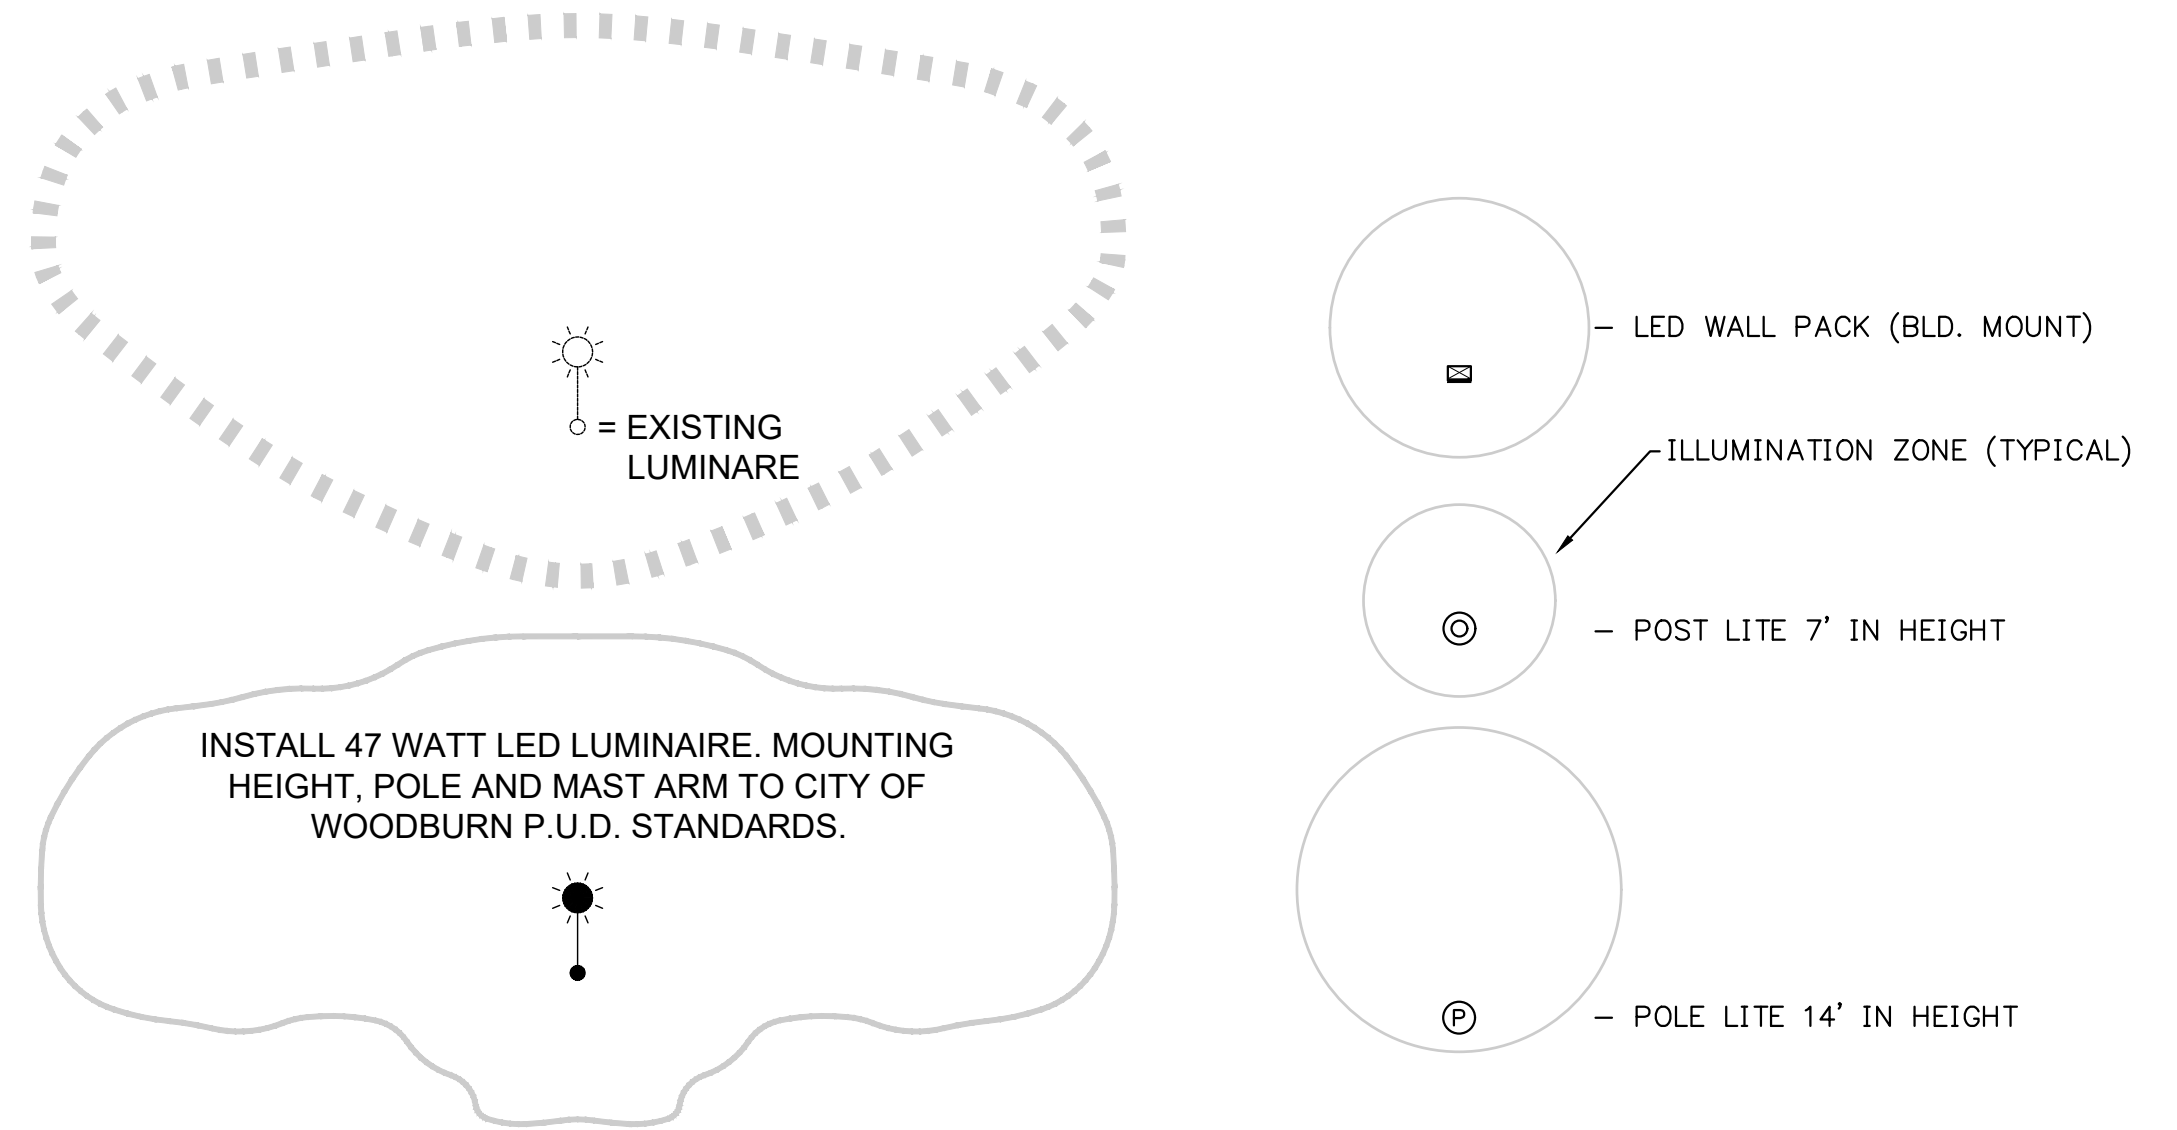 = EXISTING
LUMINARE
INSTALL 47 WATT LED LUMINAIRE. MOUNTING
HEIGHT, POLE AND MAST ARM TO CITY OF
WOODBURN P.U.D. STANDARDS.
– LED WALL PACK (BLD. MOUNT)
ILLUMINATION ZONE (TYPICAL)
– POST LITE 7' IN HEIGHT
P
– POLE LITE 14' IN HEIGHT